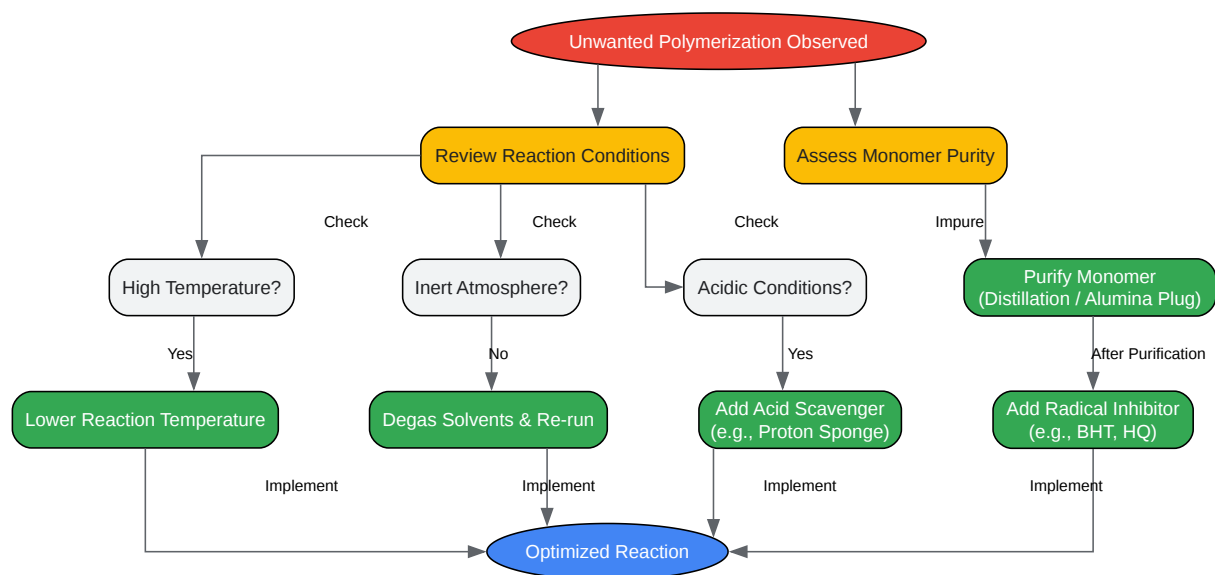 Unwanted Polymerization Observed
Review Reaction Conditions
Assess Monomer Purity
Check
Check
Check
Impure
High Temperature?
Inert Atmosphere?
Acidic Conditions?
Purify Monomer
(Distillation / Alumina Plug)
Yes
No
Yes
After Purification
Lower Reaction Temperature
Degas Solvents & Re-run
Add Acid Scavenger
(e.g., Proton Sponge)
Add Radical Inhibitor
(e.g., BHT, HQ)
Implement
Implement
Implement
Implement
Optimized Reaction